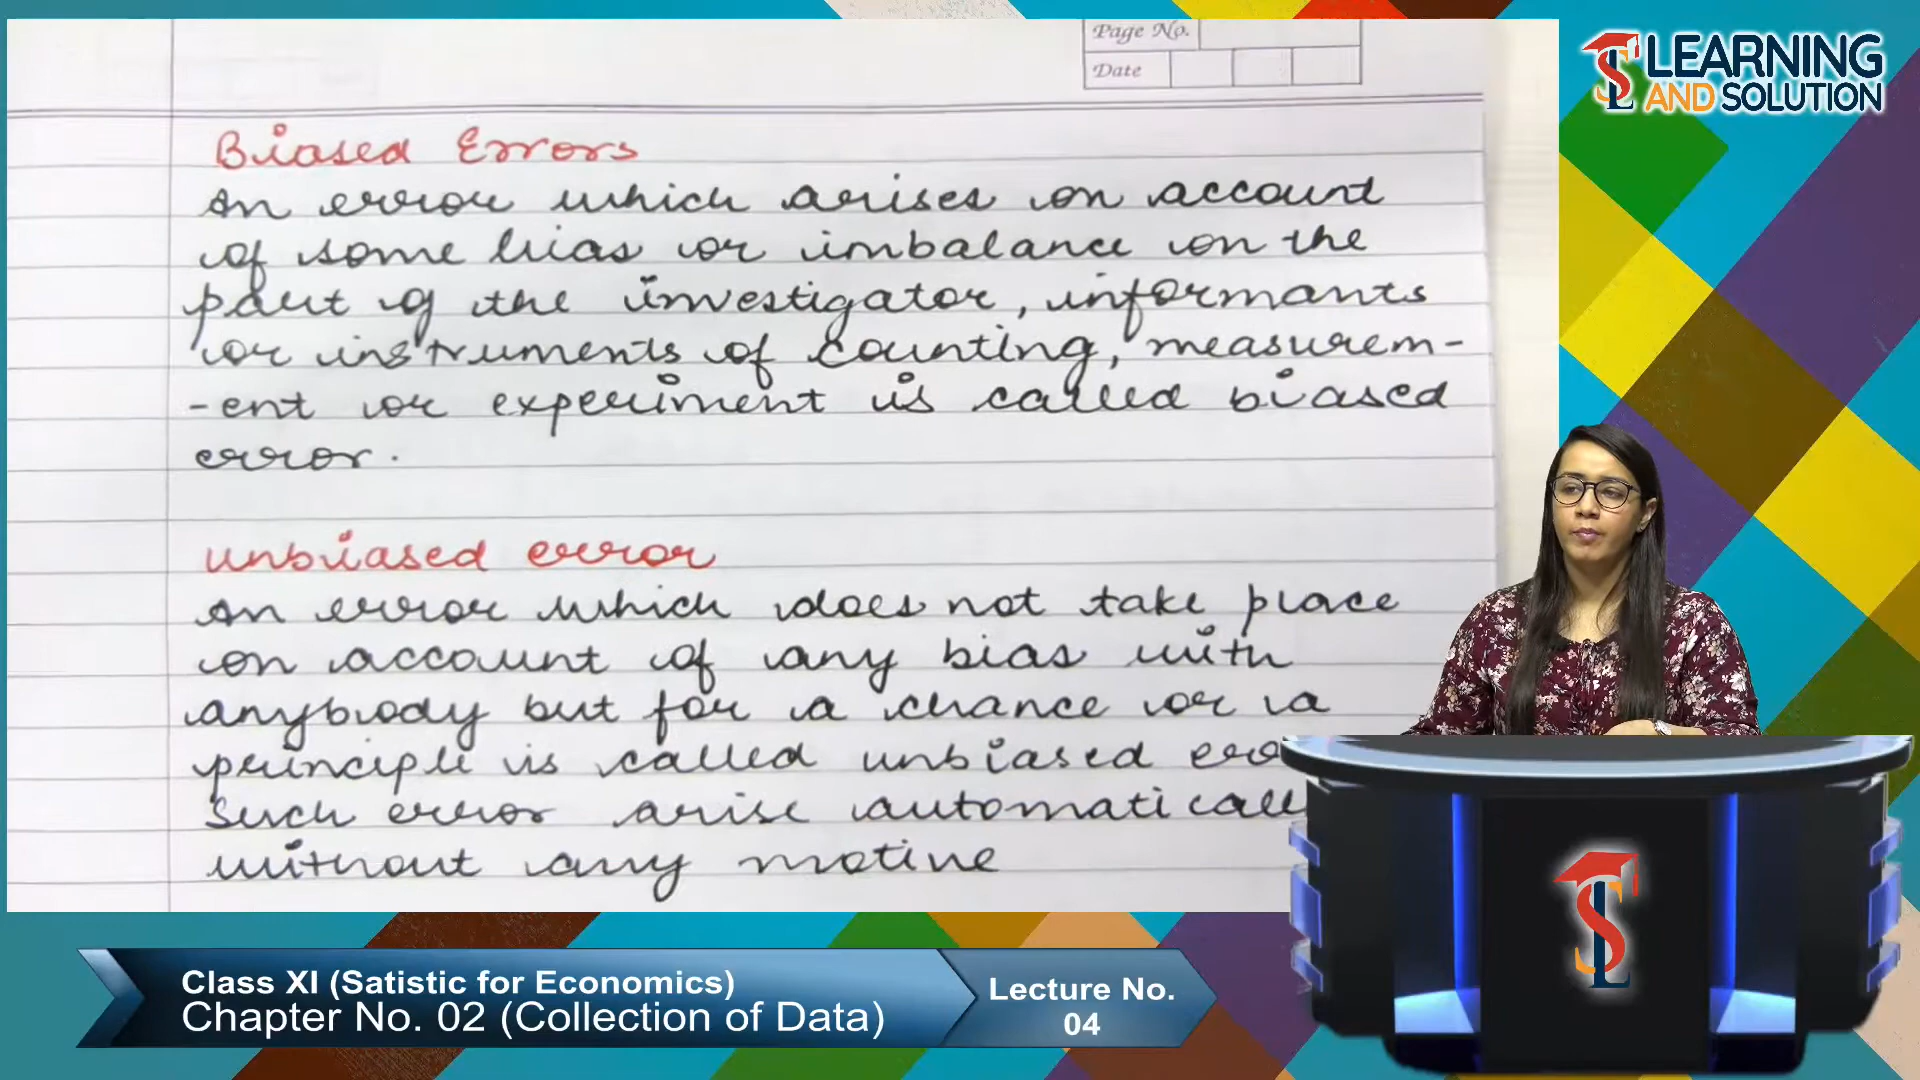 Page No.
Date
LEARNING
AND SOLUTION
Biased Errors
An error which arises on account
of some bias or imbalance on the
part of the investigator, informants
or instruments of counting, measurem-
-ent or experiment is called biased
error.
unbiased error
An error which does not take place
on account of any bias with
anybody but for a chance or a
principle is called unbiased
Such error arise
without any motive
Class XI (Satistic for Economics)
Chapter No. 02 (Collection of Data)
Lecture No.
04